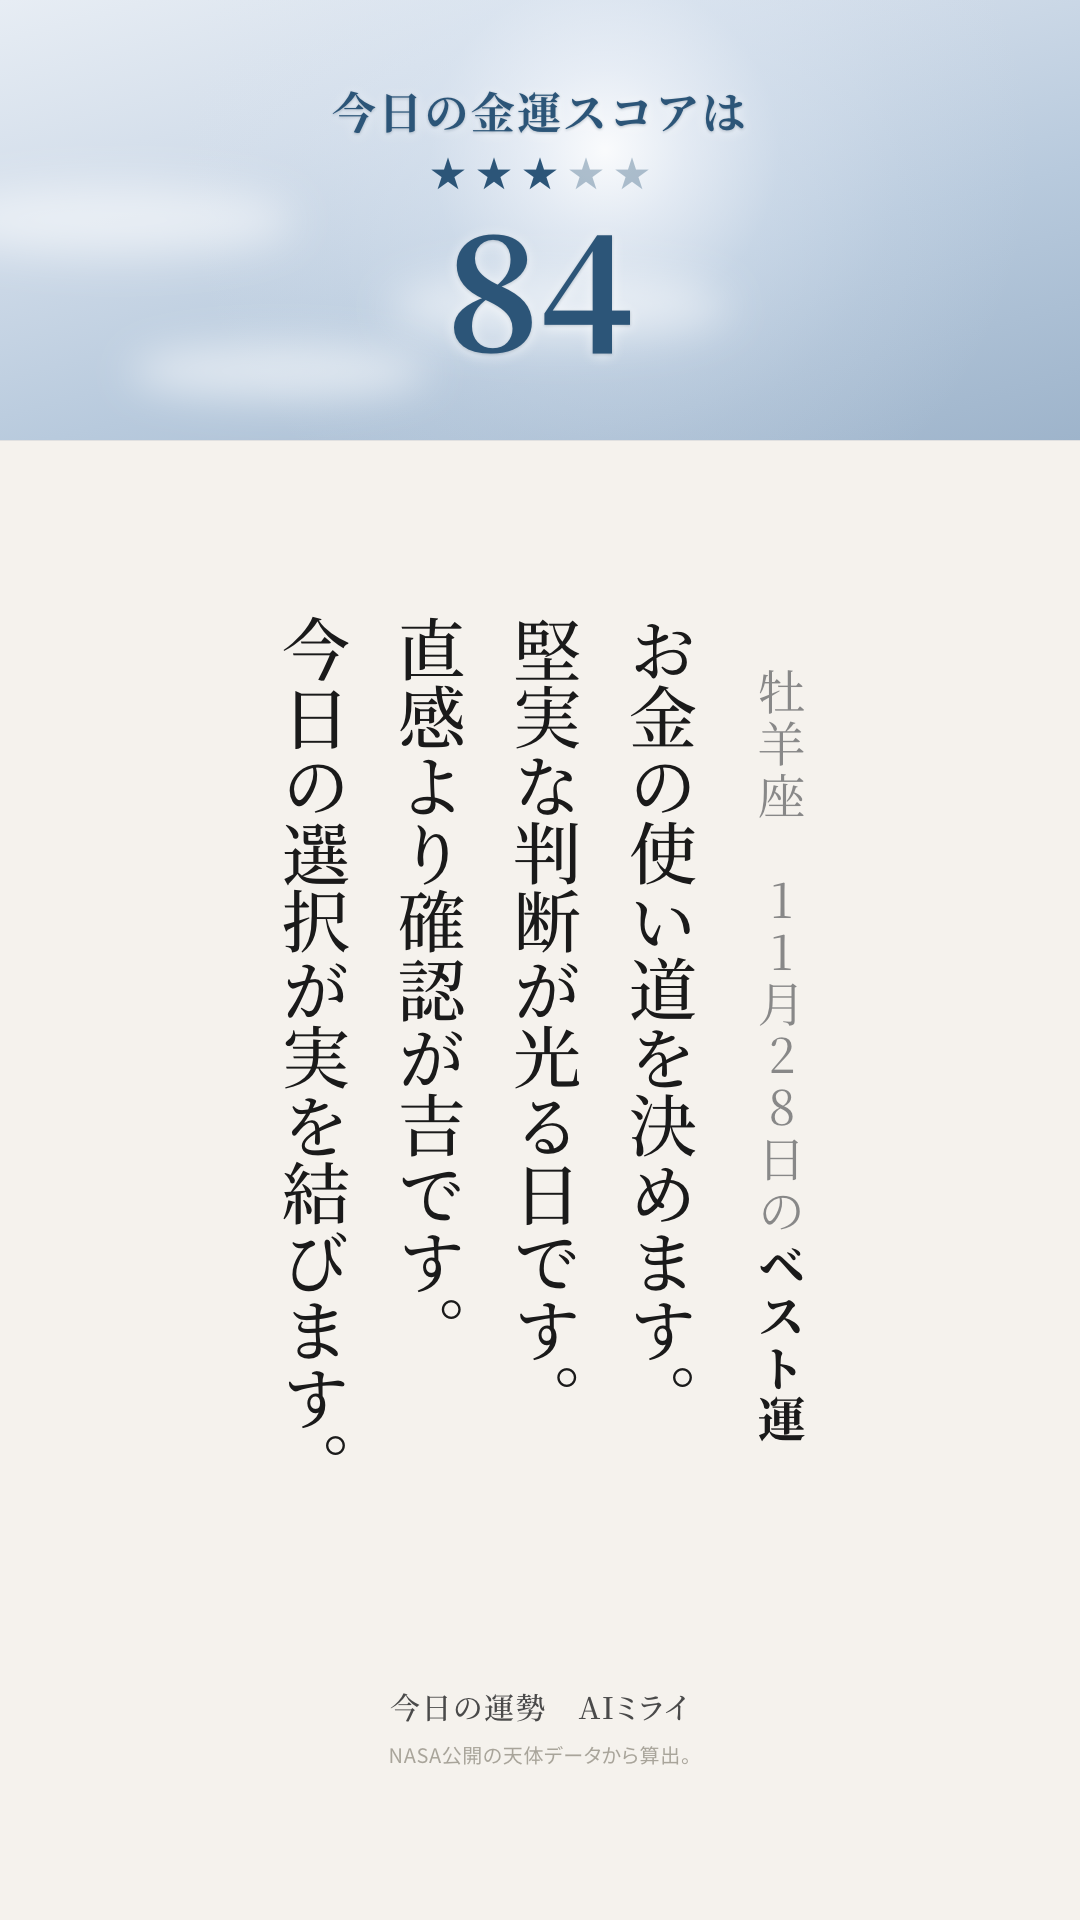 今日の金運スコアは
★★★★★
84
牡羊座　11月28日のベスト運
お金の使い道を決めます。
堅実な判断が光る日です。
直感より確認が吉です。
今日の選択が実を結びます。
今日の運勢　AIミライ
NASA公開の天体データから算出。